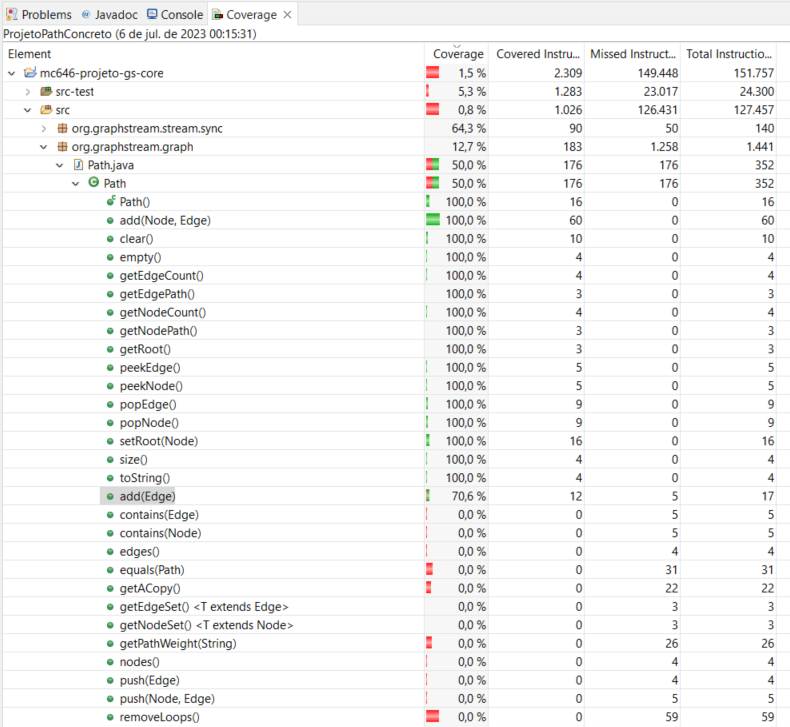 Problems @ Javadoc Console Coverage
ProjetoPathConcreto (6 de jul. de 2023 00:15:31)
Element Coverage Covered Instru... Missed Instruct... Total Instructio...
mc646-projeto-gs-core 1,5 % 2.309 149.448 151.757
src-test 5,3 % 1.283 23.017 24.300
src 0,8 % 1.026 126.431 127.457
org.graphstream.stream.sync 64,3 % 90 50 140
org.graphstream.graph 12,7 % 183 1.258 1.441
Path.java 50,0 % 176 176 352
Path 50,0 % 176 176 352
Path() 100,0 % 16 0 16
add(Node, Edge) 100,0 % 60 0 60
clear() 100,0 % 10 0 10
empty() 100,0 % 4 0 4
getEdgeCount() 100,0 % 4 0 4
getEdgePath() 100,0 % 3 0 3
getNodeCount() 100,0 % 4 0 4
getNodePath() 100,0 % 3 0 3
getRoot() 100,0 % 3 0 3
peekEdge() 100,0 % 5 0 5
peekNode() 100,0 % 5 0 5
popEdge() 100,0 % 9 0 9
popNode() 100,0 % 9 0 9
setRoot(Node) 100,0 % 16 0 16
size() 100,0 % 4 0 4
toString() 100,0 % 4 0 4
add(Edge) 70,6 % 12 5 17
contains(Edge) 0,0 % 0 5 5
contains(Node) 0,0 % 0 5 5
edges() 0,0 % 0 4 4
equals(Path) 0,0 % 0 31 31
getACopy() 0,0 % 0 22 22
getEdgeSet() <T extends Edge> 0,0 % 0 3 3
getNodeSet() <T extends Node> 0,0 % 0 3 3
getPathWeight(String) 0,0 % 0 26 26
nodes() 0,0 % 0 4 4
push(Edge) 0,0 % 0 4 4
push(Node, Edge) 0,0 % 0 5 5
removeLoops() 0,0 % 0 59 59